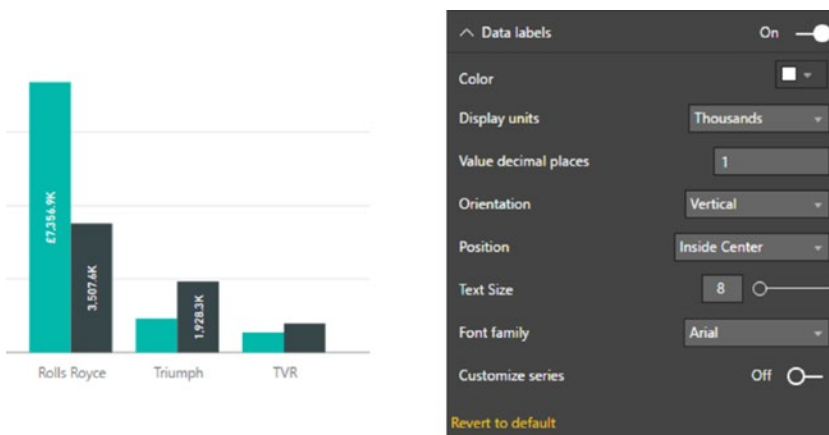 £7,356.9K
3,507.6K
1,928.3K
Rolls Royce
Triumph
TVR
Data labels On
Color
Display units Thousands
Value decimal places 1
Orientation Vertical
Position Inside Center
Text Size 8
Font family Arial
Customize series Off
Revert to default